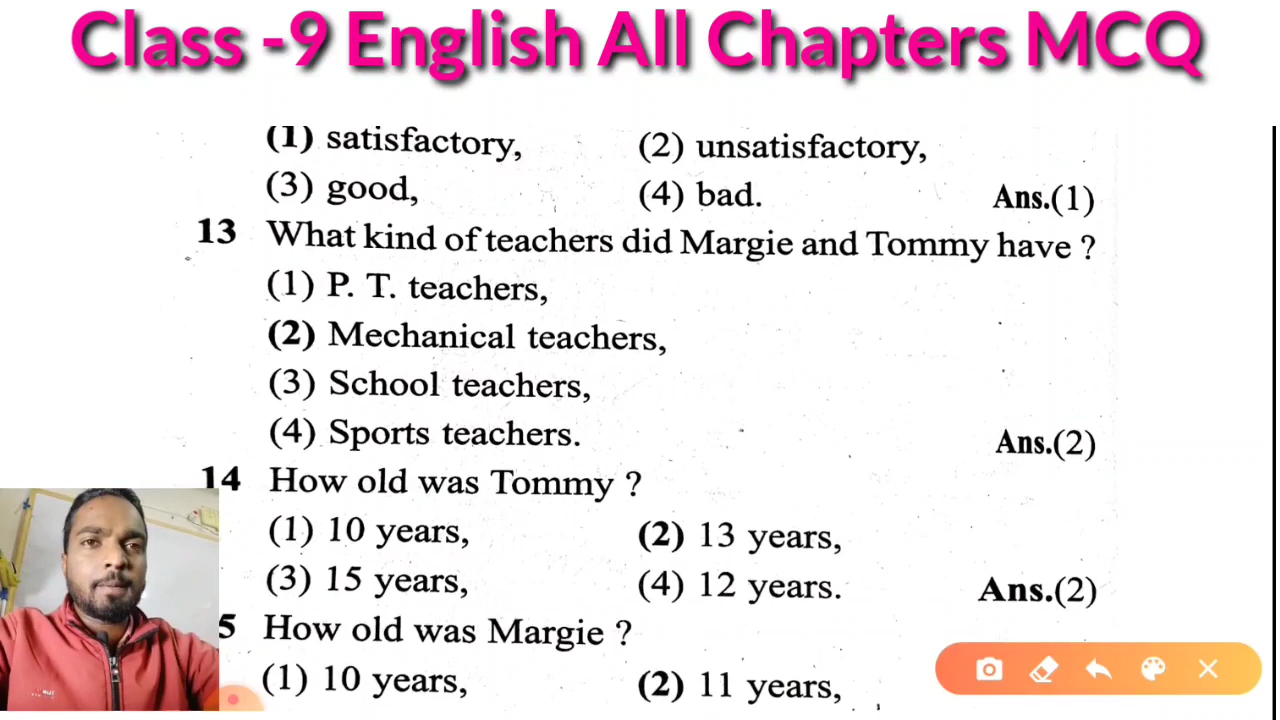 Class -9 English All Chapters MCQ
(1) satisfactory, (2) unsatisfactory,
(3) good, (4) bad. Ans.(1)
13 What kind of teachers did Margie and Tommy have ?
(1) P. T. teachers,
(2) Mechanical teachers,
(3) School teachers,
(4) Sports teachers. Ans.(2)
14 How old was Tommy ?
(1) 10 years, (2) 13 years,
(3) 15 years, (4) 12 years. Ans.(2)
5 How old was Margie ?
(1) 10 years, (2) 11 years,